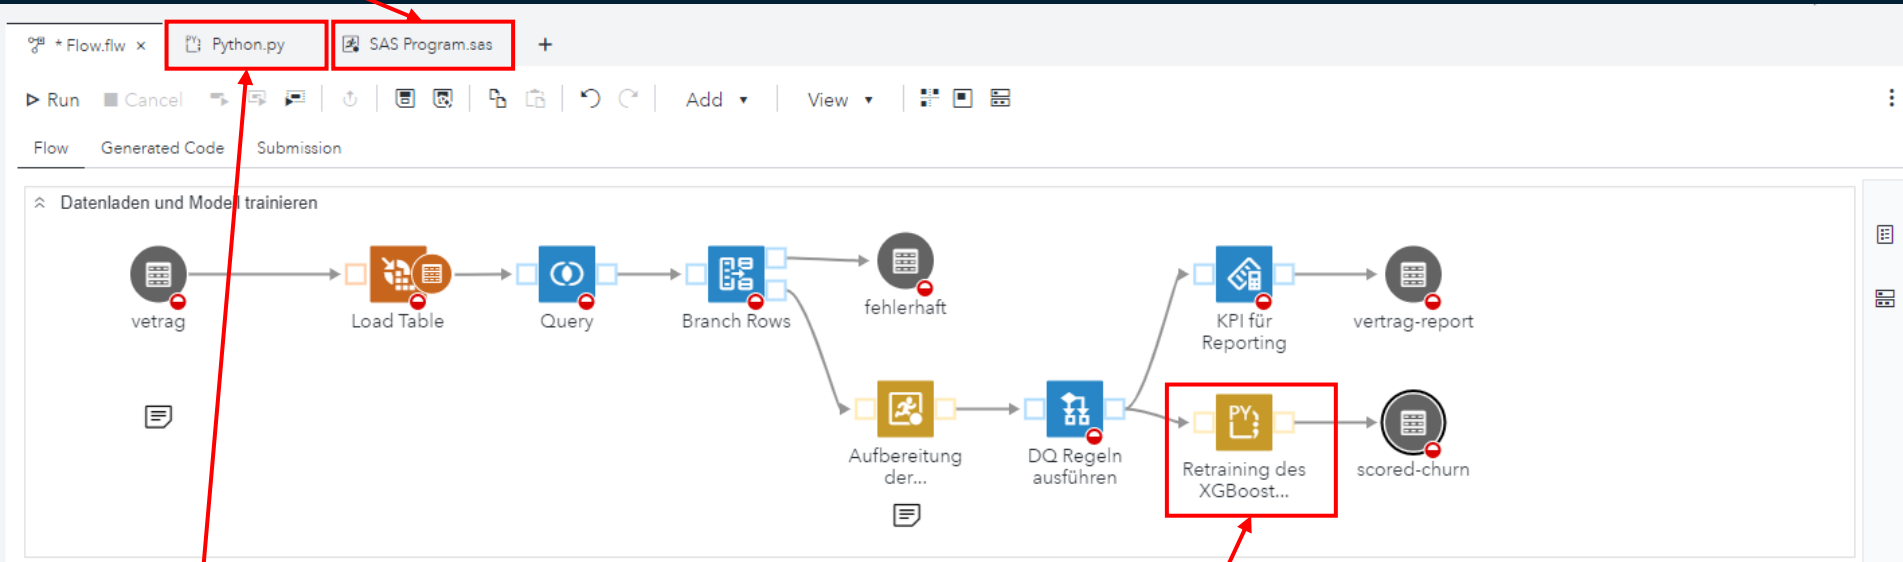 * Flow.flw ×
Python.py
SAS Program.sas
+
Run
Cancel
Add
View
Flow
Generated Code
Submission
Datenladen und Modell trainieren
vetrag
Load Table
Query
Branch Rows
fehlerhaft
KPI für
Reporting
vertrag-report
Aufbereitung
der...
DQ Regeln
ausführen
PY
Retraining des
XGBoost...
scored-churn